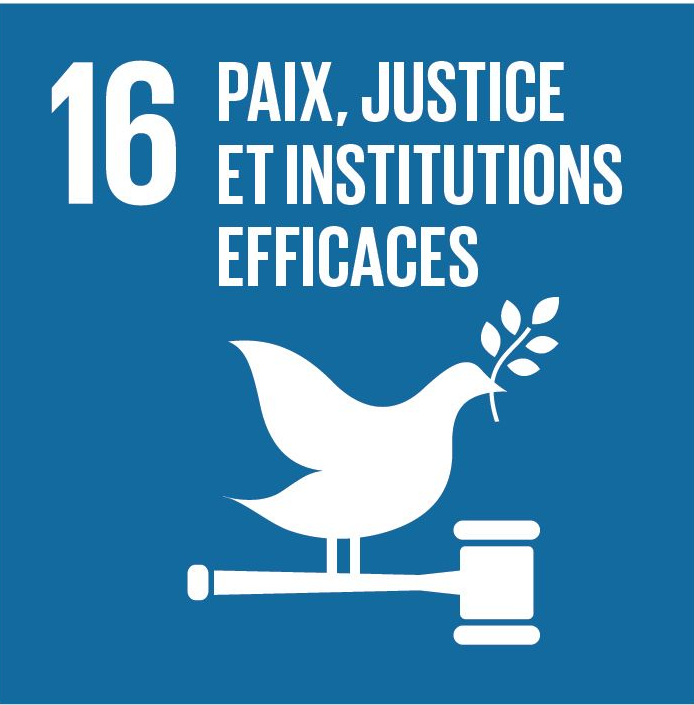 16 PAIX, JUSTICE
ET INSTITUTIONS
EFFICACES